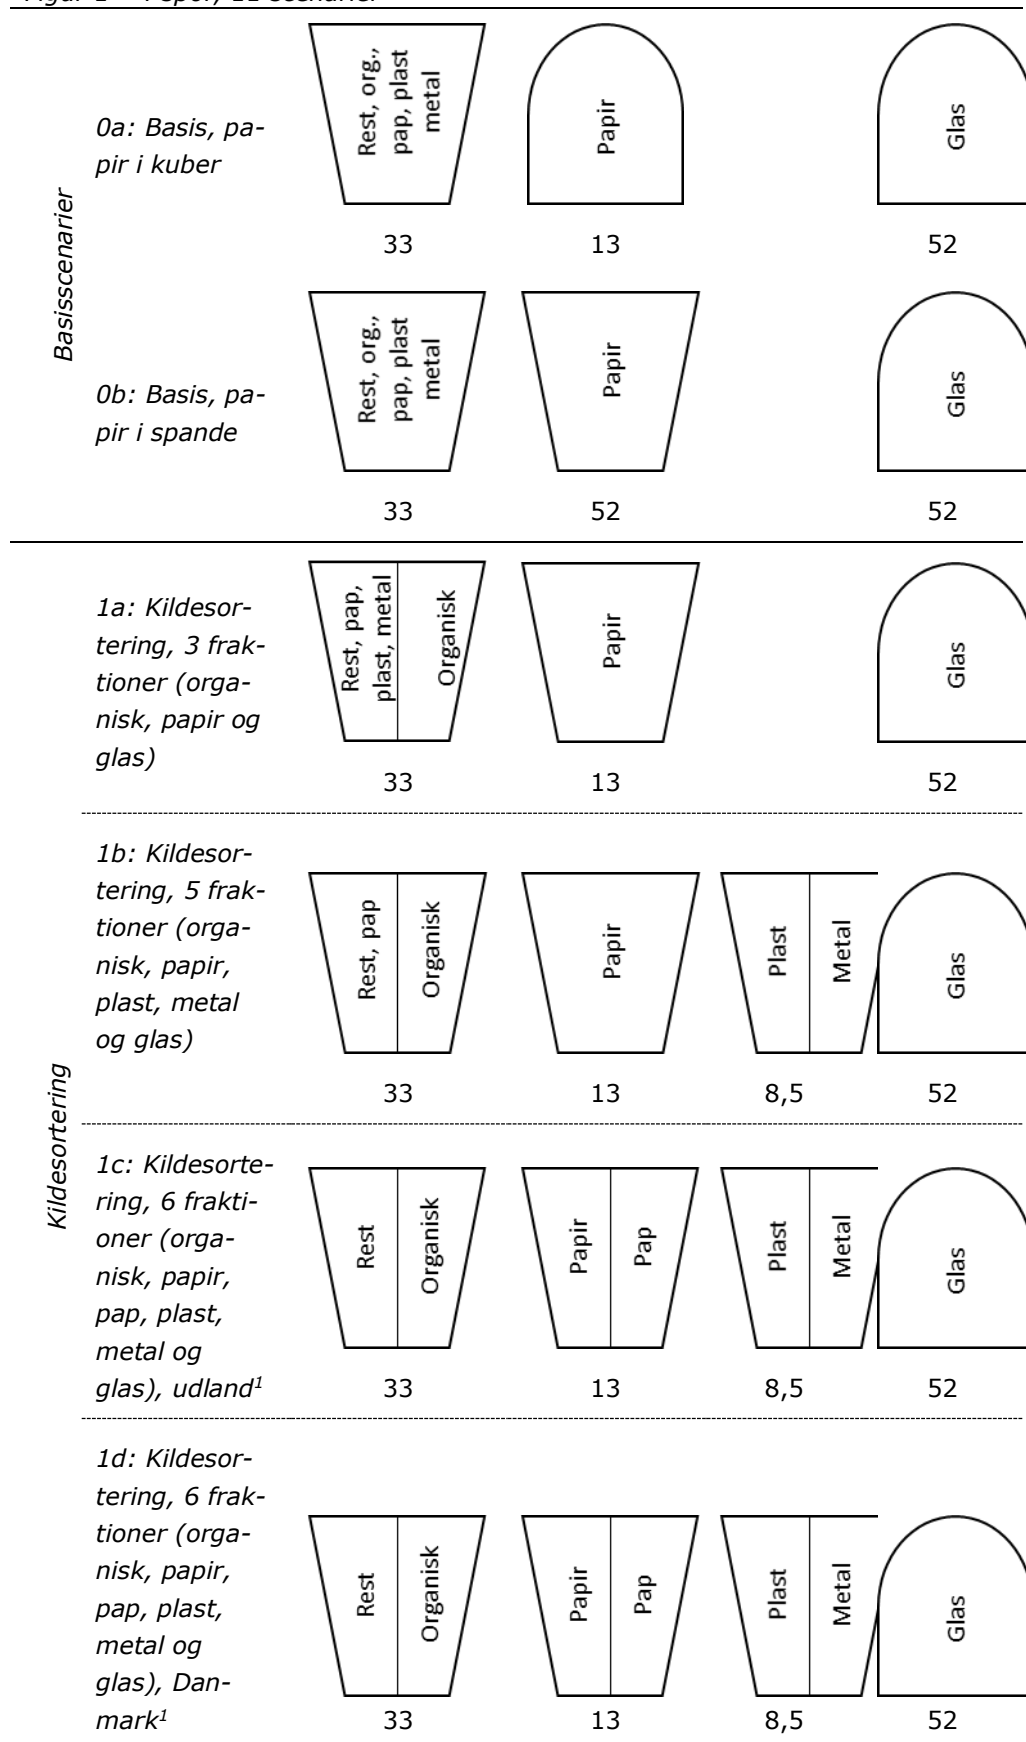 Basisscenarier
0a: Basis, pa-
pir i kuber
Rest, org.,
pap, plast
metal
Papir
Glas
33 13 52
0b: Basis, pa-
pir i spande
Rest, org.,
pap, plast
metal
Papir
Glas
33 52 52
Kildesortering
1a: Kildesor-
tering, 3 frak-
tioner (orga-
nisk, papir og
glas)
Rest, pap,
plast, metal
Organisk
Papir
Glas
33 13 52
1b: Kildesor-
tering, 5 frak-
tioner (orga-
nisk, papir,
plast, metal
og glas)
Rest, pap
Organisk
Papir
Plast
Metal
Glas
33 13 8,5 52
1c: Kildesorte-
ring, 6 frakti-
oner (orga-
nisk, papir,
pap, plast,
metal og
glas), udland1
Rest
Organisk
Papir
Pap
Plast
Metal
Glas
33 13 8,5 52
1d: Kildesor-
tering, 6 frak-
tioner (orga-
nisk, papir,
pap, plast,
metal og
glas), Dan-
mark1
Rest
Organisk
Papir
Pap
Plast
Metal
Glas
33 13 8,5 52